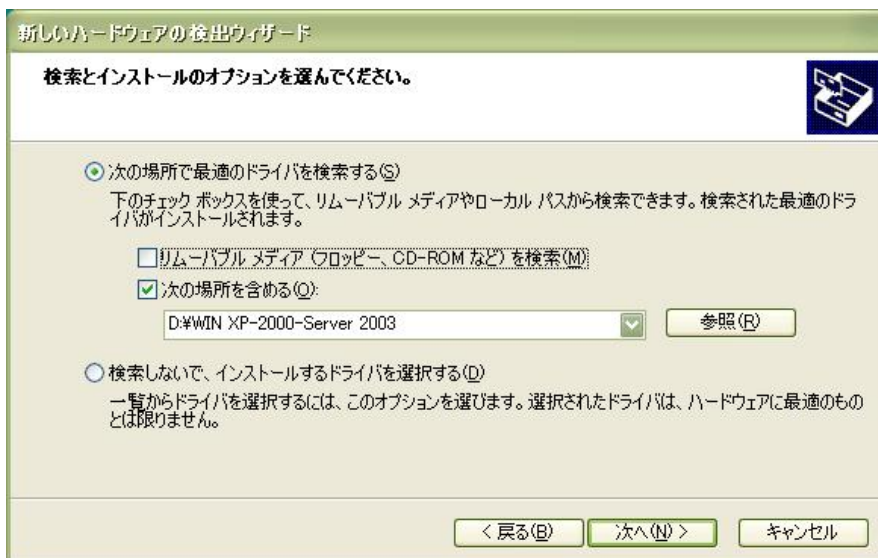 新しいハードウェアの検出ウィザード
検索とインストールのオプションを選んでください。
次の場所で最適のドライバを検索する(S)
下のチェック ボックスを使って、リムーバブル メディアやローカル パスから検索できます。検索された最適のドラ
イバがインストールされます。
リムーバブル メディア (フロッピー、CD-ROM など) を検索(M)
次の場所を含める(O):
D:¥WIN XP-2000-Server 2003
参照(R)
検索しないで、インストールするドライバを選択する(D)
一覧からドライバを選択するには、このオプションを選びます。選択されたドライバは、ハードウェアに最適のもの
とは限りません。
< 戻る(B)
次へ(N) >
キャンセル